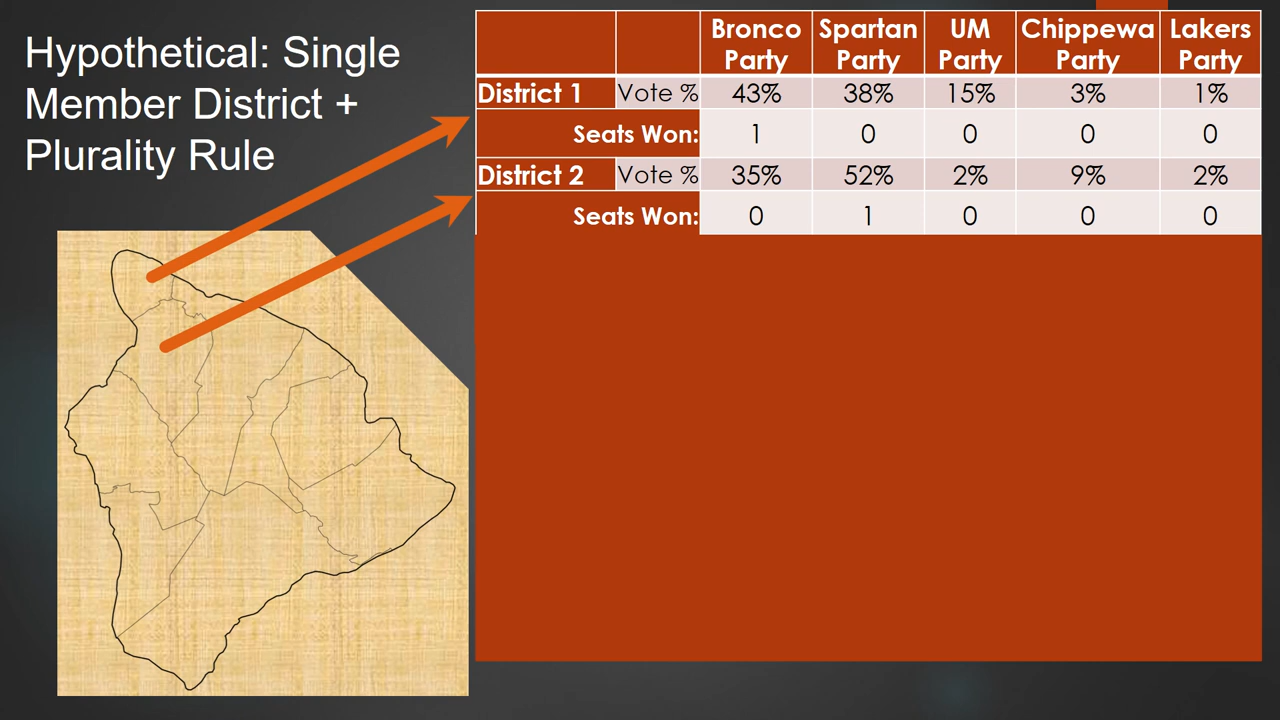 Hypothetical: Single
Member District +
Plurality Rule
Bronco Party Spartan Party UM Party Chippewa Party Lakers Party
District 1 Vote % 43% 38% 15% 3% 1%
Seats Won: 1 0 0 0 0
District 2 Vote % 35% 52% 2% 9% 2%
Seats Won: 0 1 0 0 0